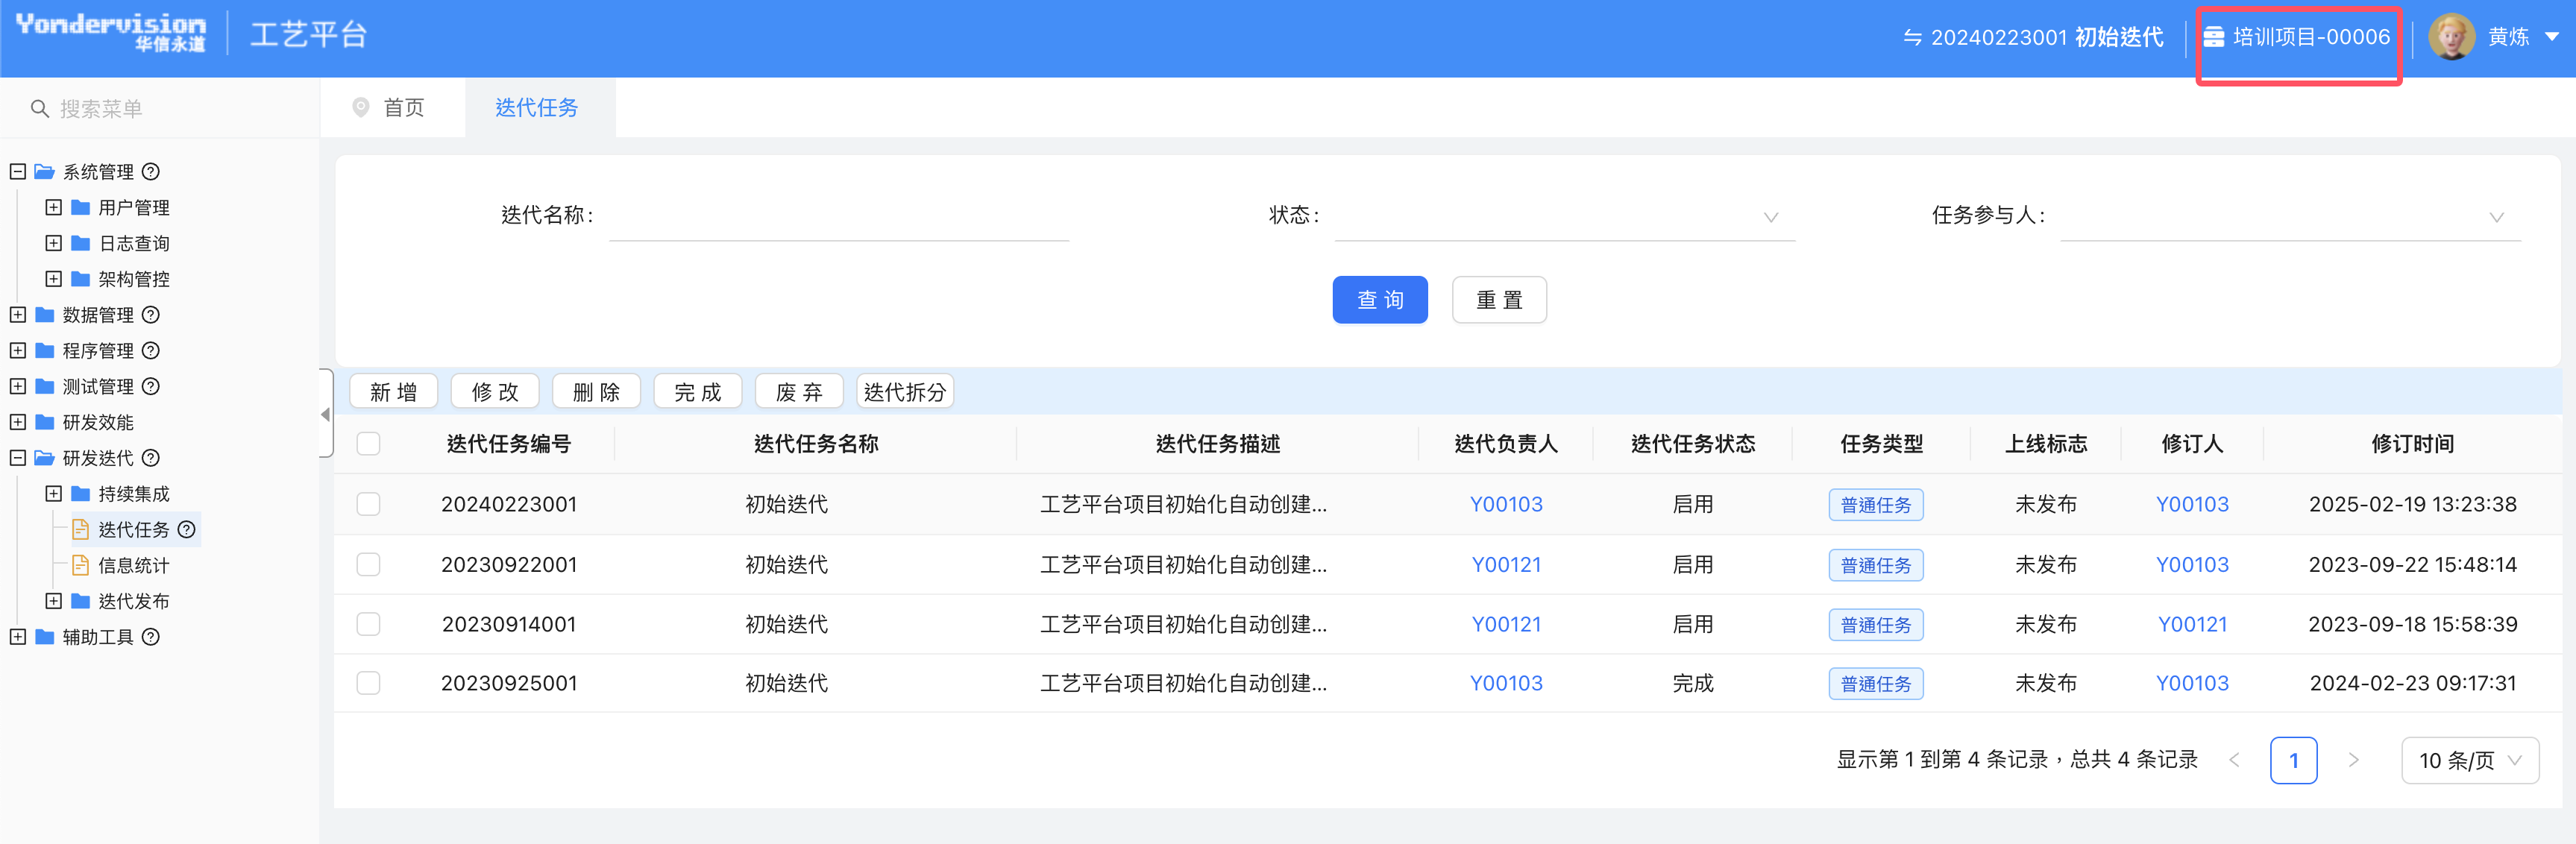 Yondervision
华信永道
工艺平台
20240223001 初始迭代
培训项目-00006
黄炼
搜索菜单
首页
迭代任务
系统管理
用户管理
日志查询
架构管控
数据管理
程序管理
测试管理
研发效能
研发迭代
持续集成
迭代任务
信息统计
迭代发布
辅助工具
迭代名称:
状态:
任务参与人:
查 询
重 置
新 增 修 改 删 除 完 成 废 弃 迭代拆分
迭代任务编号 迭代任务名称 迭代任务描述 迭代负责人 迭代任务状态 任务类型 上线标志 修订人 修订时间
20240223001 初始迭代 工艺平台项目初始化自动创建... Y00103 启用 普通任务 未发布 Y00103 2025-02-19 13:23:38
20230922001 初始迭代 工艺平台项目初始化自动创建... Y00121 启用 普通任务 未发布 Y00103 2023-09-22 15:48:14
20230914001 初始迭代 工艺平台项目初始化自动创建... Y00121 启用 普通任务 未发布 Y00121 2023-09-18 15:58:39
20230925001 初始迭代 工艺平台项目初始化自动创建... Y00103 完成 普通任务 未发布 Y00103 2024-02-23 09:17:31
显示第 1 到第 4 条记录，总共 4 条记录 < 1 > 10 条/页